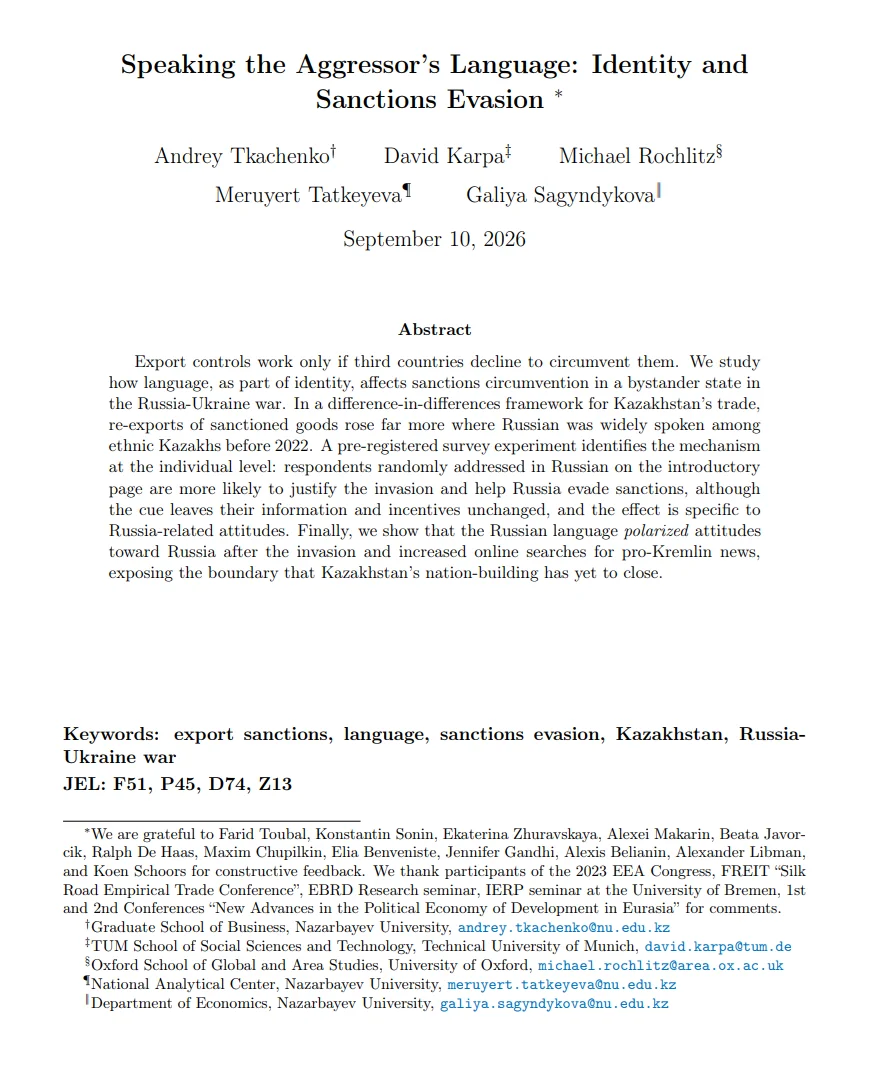 Speaking the Aggressor's Language: Identity and
Sanctions Evasion *
Andrey Tkachenko† David Karpa‡ Michael Rochlitz§
Meruyert Tatkeyeva¶ Galiya Sagyndykova‖
September 10, 2026
Abstract
Export controls work only if third countries decline to circumvent them. We study
how language, as part of identity, affects sanctions circumvention in a bystander state in
the Russia-Ukraine war. In a difference-in-differences framework for Kazakhstan's trade,
re-exports of sanctioned goods rose far more where Russian was widely spoken among
ethnic Kazakhs before 2022. A pre-registered survey experiment identifies the mechanism
at the individual level: respondents randomly addressed in Russian on the introductory
page are more likely to justify the invasion and help Russia evade sanctions, although
the cue leaves their information and incentives unchanged, and the effect is specific to
Russia-related attitudes. Finally, we show that the Russian language polarized attitudes
toward Russia after the invasion and increased online searches for pro-Kremlin news,
exposing the boundary that Kazakhstan's nation-building has yet to close.
Keywords: export sanctions, language, sanctions evasion, Kazakhstan, Russia-
Ukraine war
JEL: F51, P45, D74, Z13
*We are grateful to Farid Toubal, Konstantin Sonin, Ekaterina Zhuravskaya, Alexei Makarin, Beata Javor-
cik, Ralph De Haas, Maxim Chupilkin, Elia Benveniste, Jennifer Gandhi, Alexis Belianin, Alexander Libman,
and Koen Schoors for constructive feedback. We thank participants of the 2023 EEA Congress, FREIT "Silk
Road Empirical Trade Conference", EBRD Research seminar, IERP seminar at the University of Bremen, 1st
and 2nd Conferences "New Advances in the Political Economy of Development in Eurasia" for comments.
†Graduate School of Business, Nazarbayev University, andrey.tkachenko@nu.edu.kz
‡TUM School of Social Sciences and Technology, Technical University of Munich, david.karpa@tum.de
§Oxford School of Global and Area Studies, University of Oxford, michael.rochlitz@area.ox.ac.uk
¶National Analytical Center, Nazarbayev University, meruyert.tatkeyeva@nu.edu.kz
‖Department of Economics, Nazarbayev University, galiya.sagyndykova@nu.edu.kz